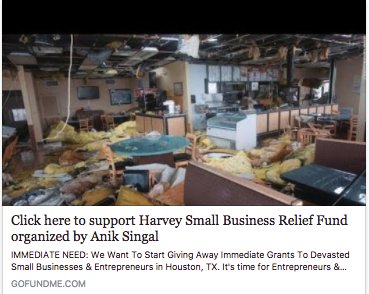 Click here to support Harvey Small Business Relief Fund
organized by Anik Singal
IMMEDIATE NEED: We Want To Start Giving Away Immediate Grants To Devasted
Small Businesses & Entrepreneurs in Houston, TX. It's time for Entrepreneurs &...
GOFUNDME.COM